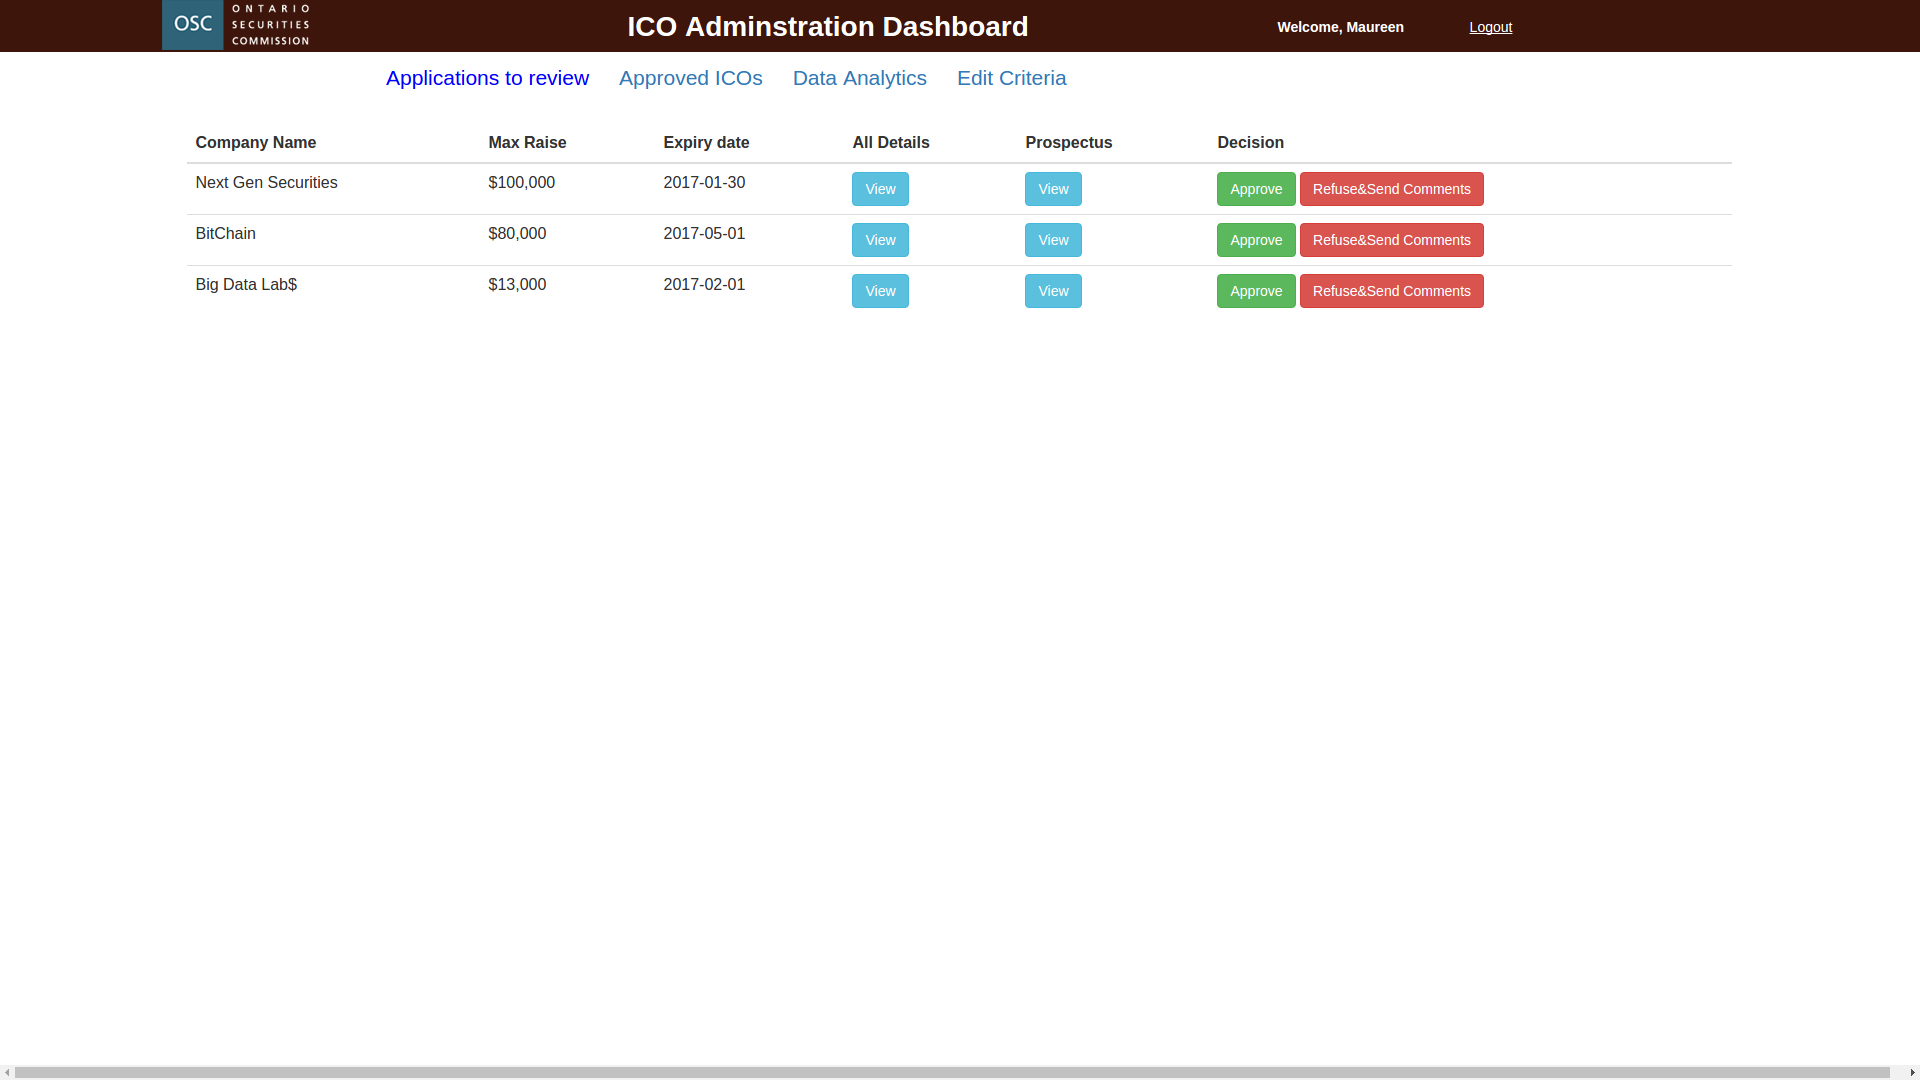 OSC
ONTARIO
SECURITIES
COMMISSION
ICO Adminstration Dashboard
Welcome, Maureen
Logout
Applications to review
Approved ICOs
Data Analytics
Edit Criteria
Company Name Max Raise Expiry date All Details Prospectus Decision
Next Gen Securities $100,000 2017-01-30 View View Approve Refuse&Send Comments
BitChain $80,000 2017-05-01 View View Approve Refuse&Send Comments
Big Data Lab$ $13,000 2017-02-01 View View Approve Refuse&Send Comments